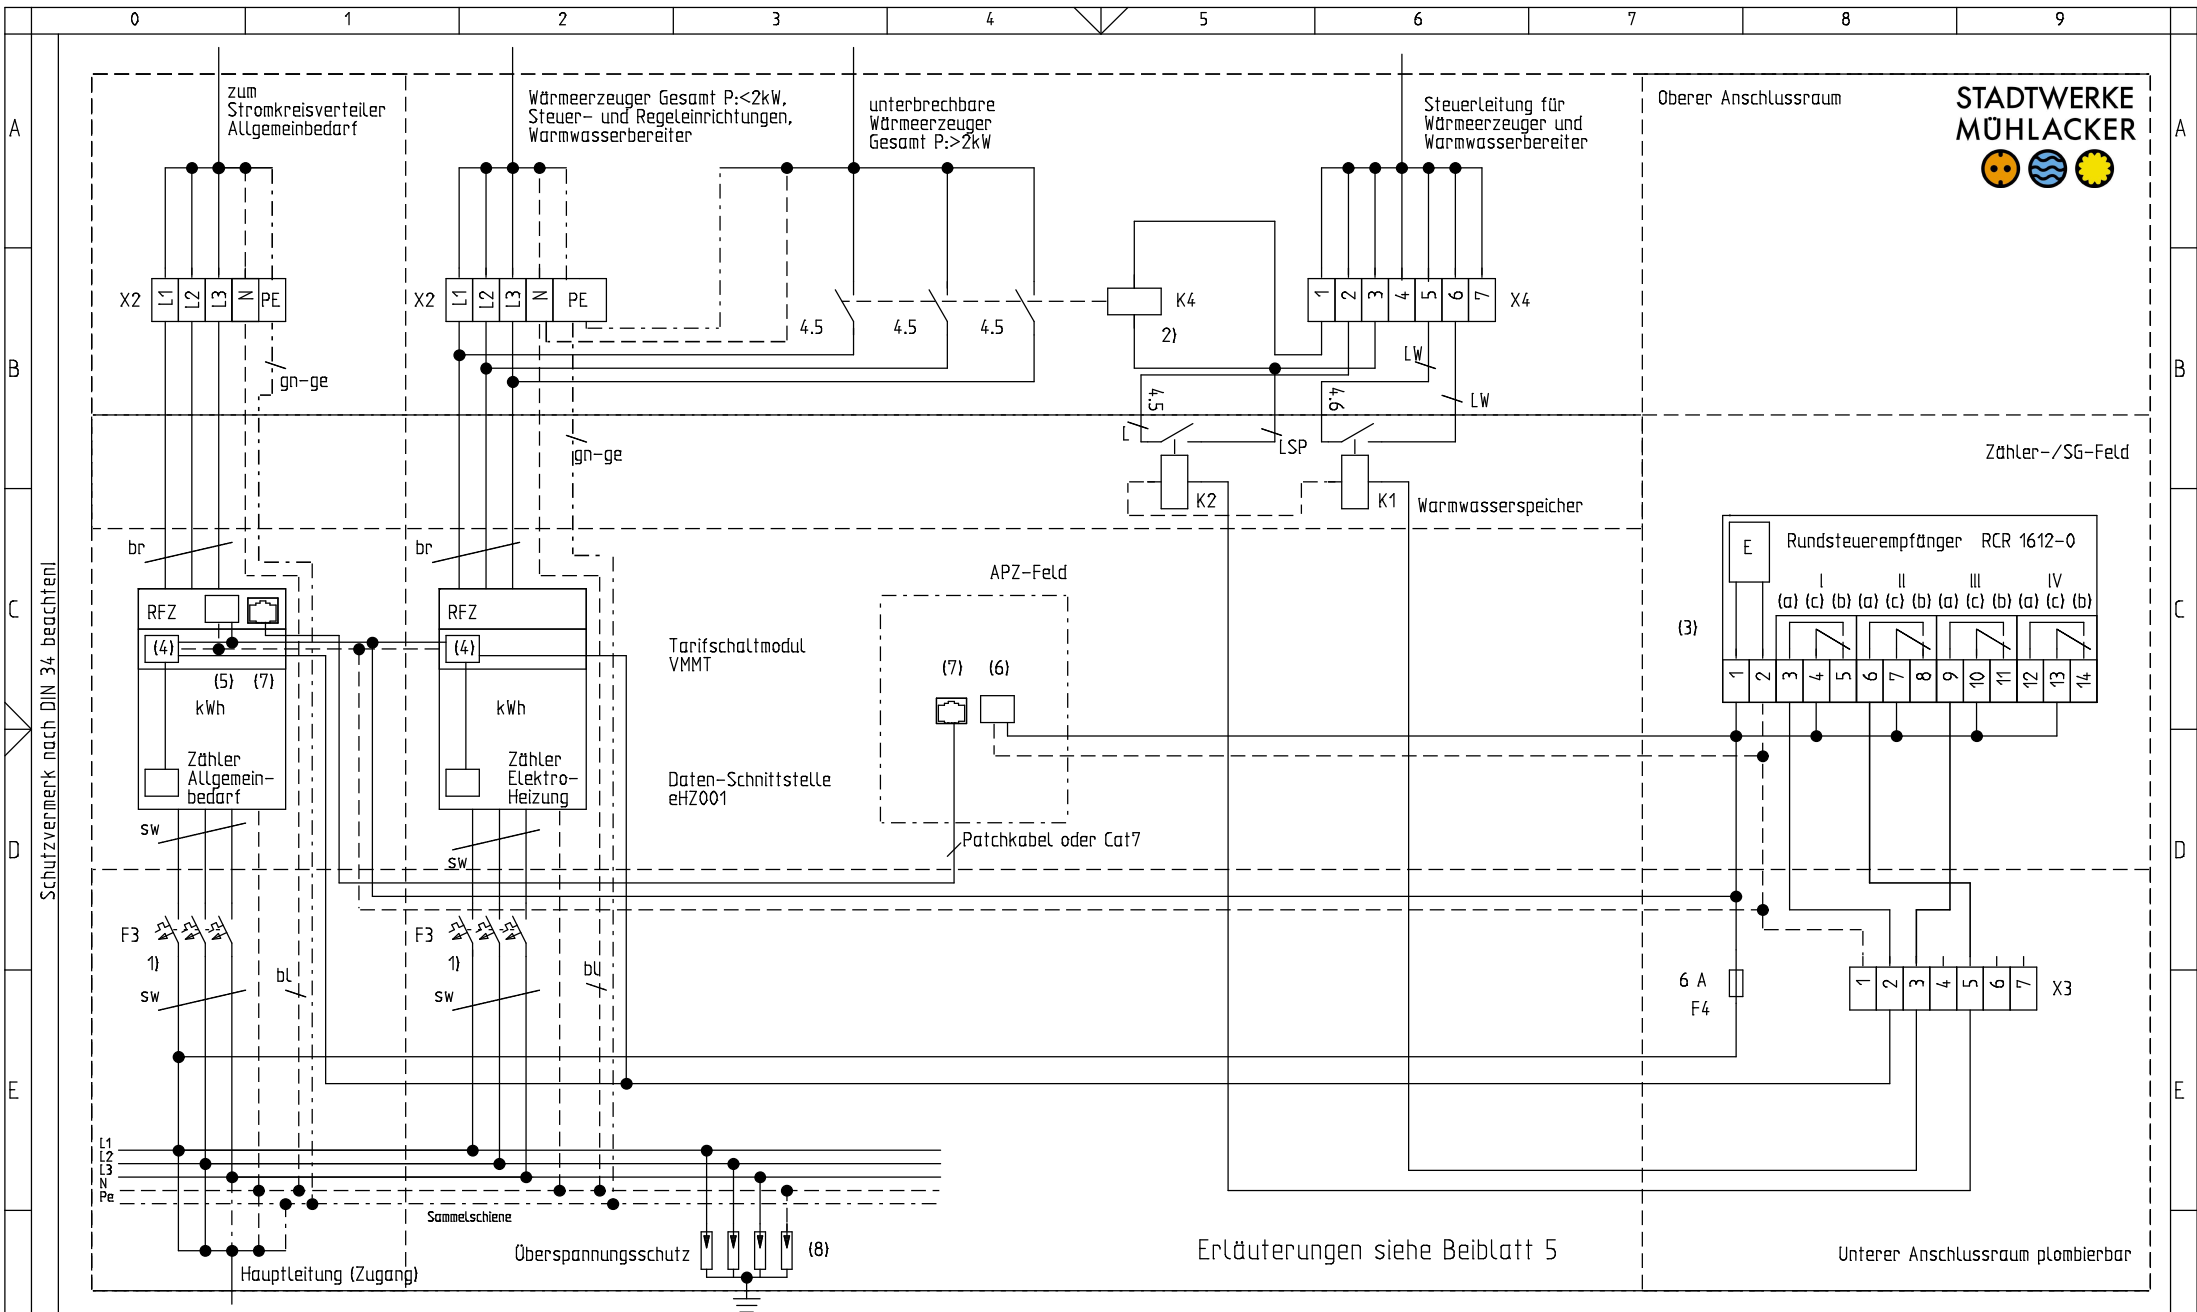 0 1 2 3 4 5 6 7 8 9
A
B
C
D
E
A
B
C
D
E
Schutzvermerk nach DIN 34 beachten!
zum
Stromkreisverteiler
Allgemeinbedarf
Wärmeerzeuger Gesamt P:<2kW,
Steuer- und Regeleinrichtungen,
Warmwasserbereiter
unterbrechbare
Wärmeerzeuger
Gesamt P:>2kW
Steuerleitung für
Wärmeerzeuger und
Warmwasserbereiter
Oberer Anschlussraum
STADTWERKE
MÜHLACKER
X2 L1 L2 L3 N PE
X2 L1 L2 L3 N PE
4.5 4.5 4.5
K4
2)
1 2 3 4 5 6 7 X4
gn-ge
gn-ge
LW
LW
4.5
4.6
L
LSP
K2
K1
Warmwasserspeicher
Zähler-/SG-Feld
br
br
RFZ
(4)
(5) (7)
kWh
Zähler
Allgemein-
bedarf
RFZ
(4)
kWh
Zähler
Elektro-
Heizung
Tarifschaltmodul
VMMT
Daten-Schnittstelle
eHZ001
APZ-Feld
(7) (6)
Patchkabel oder Cat7
(3)
E
Rundsteuerempfänger RCR 1612-0
I II III IV
(a) (c) (b) (a) (c) (b) (a) (c) (b) (a) (c) (b)
1 2 3 4 5 6 7 8 9 10 11 12 13 14
sw
sw
F3
1)
F3
1)
sw
bl
sw
bl
6 A
F4
1 2 3 4 5 6 7 X3
L1
L2
L3
N
Pe
Sammelschiene
Überspannungsschutz
(8)
Hauptleitung (Zugang)
Erläuterungen siehe Beiblatt 5
Unterer Anschlussraum plombierbar